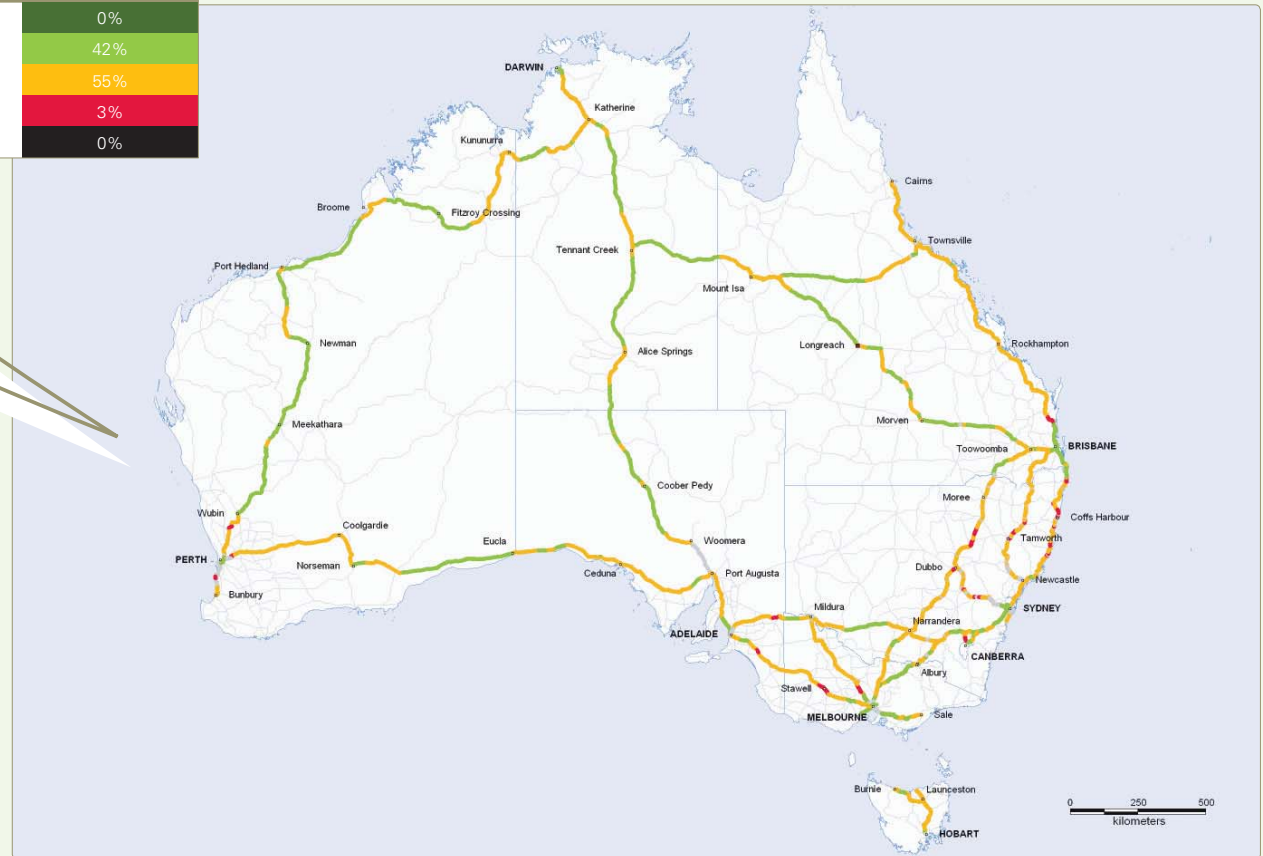 0%
42%
55%
3%
0%
DARWIN
Katherine
Kununurra
Cairns
Broome
Fitzroy Crossing
Tennant Creek
Townsville
Port Hedland
Mount Isa
Newman
Alice Springs
Longreach
Rockhampton
Meekathara
Morven
Toowoomba
BRISBANE
Coober Pedy
Moree
Wubin
Coolgardie
Coffs Harbour
Eucla
Woomera
Tamworth
PERTH
Norseman
Ceduna
Port Augusta
Dubbo
Newcastle
Bunbury
Mildura
SYDNEY
Narrandera
ADELAIDE
CANBERRA
Albury
Stawell
MELBOURNE
Sale
Burnie
Launceston
HOBART
0 250 500
kilometers